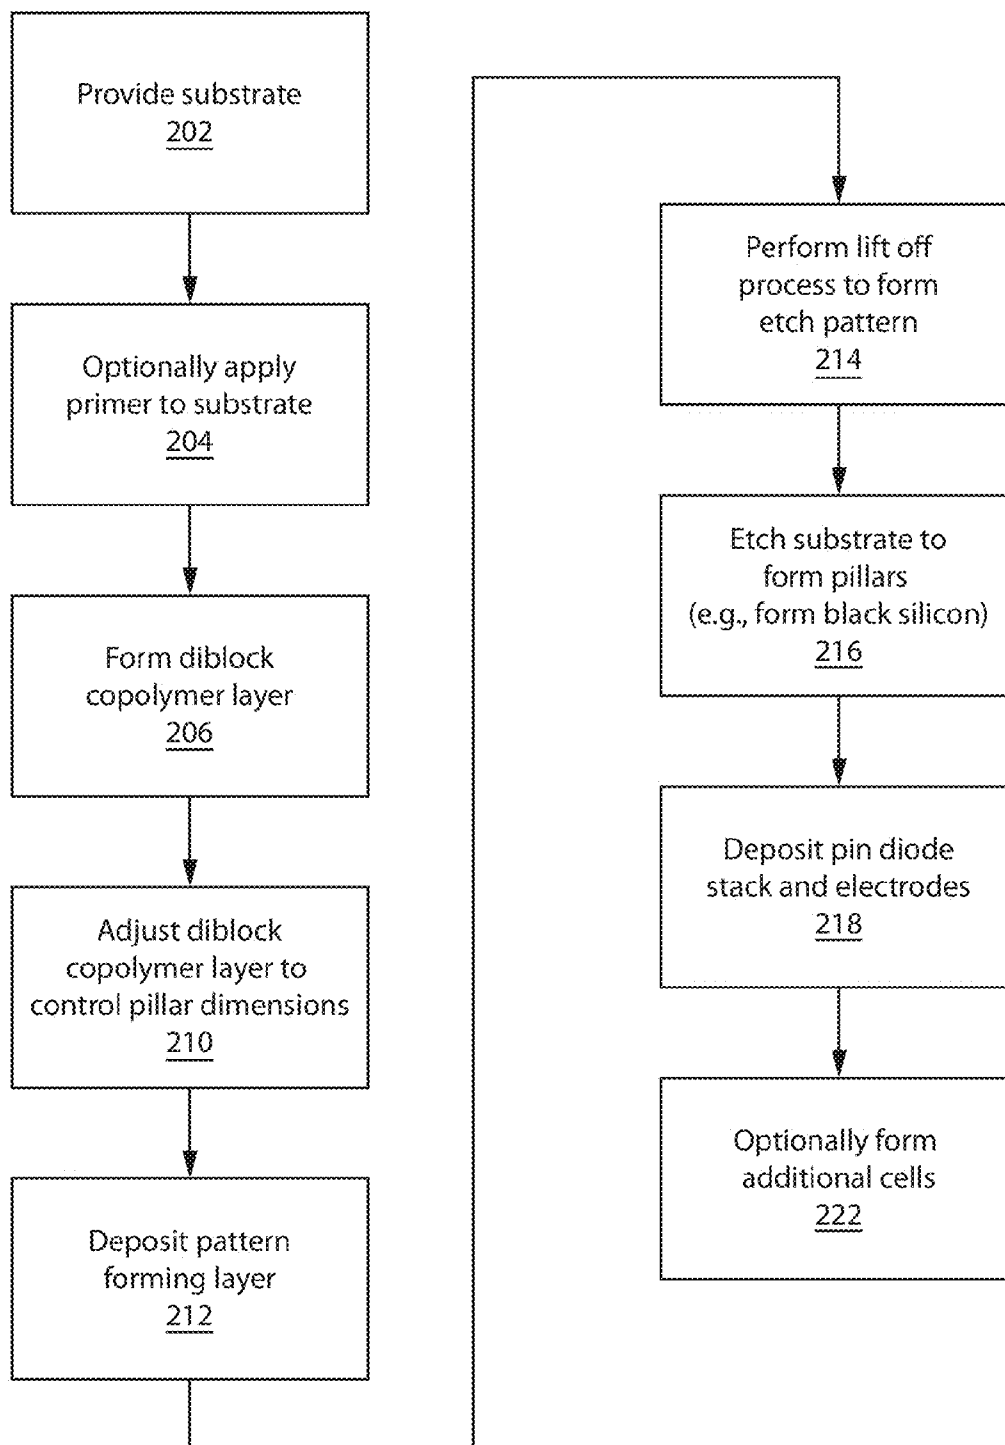 Provide substrate
202
Optionally apply
primer to substrate
204
Form diblock
copolymer layer
206
Adjust diblock
copolymer layer to
control pillar dimensions
210
Deposit pattern
forming layer
212
Perform lift off
process to form
etch pattern
214
Etch substrate to
form pillars
(e.g., form black silicon)
216
Deposit pin diode
stack and electrodes
218
Optionally form
additional cells
222